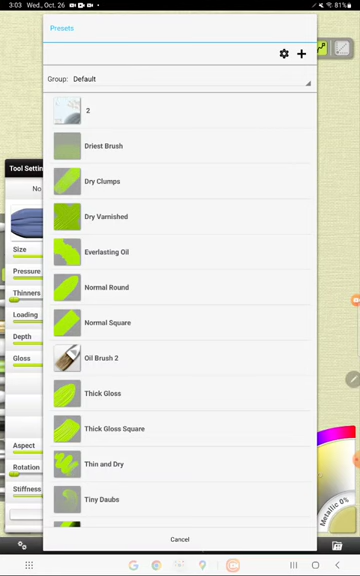 3:03 Wed., Oct. 26
81%
Presets
Group: Default
2
Driest Brush
Dry Clumps
Dry Varnished
Everlasting Oil
Normal Round
Normal Square
Oil Brush 2
Thick Gloss
Thick Gloss Square
Thin and Dry
Tiny Daubs
Cancel
Tool Settin
No
Size
Pressure
Thinners
Loading
Depth
Gloss
Aspect
Rotation
Stiffness
Metallic 0%